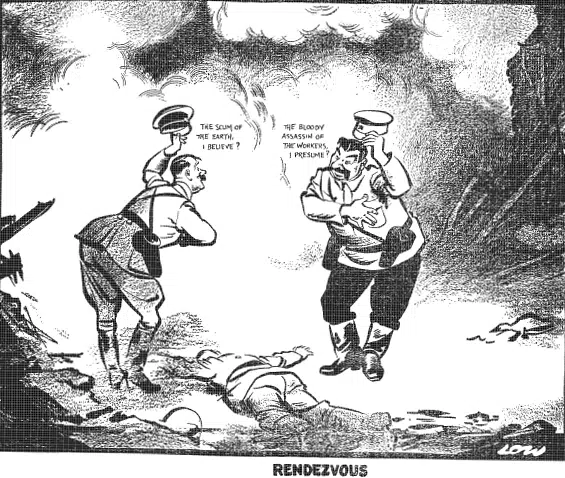 THE SCUM OF
THE EARTH,
I BELIEVE?
THE BLOODY
ASSASSIN OF
THE WORKERS,
I PRESUME?
LOW
RENDEZVOUS